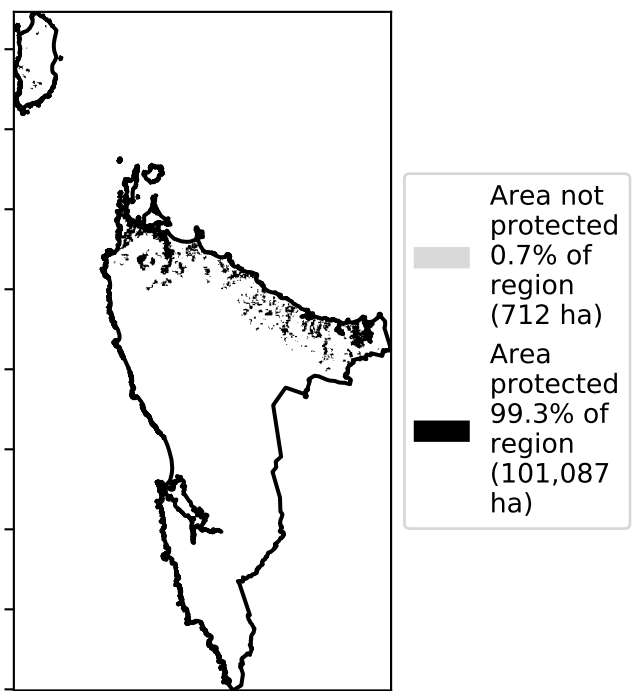 Area not
protected
0.7% of
region
(712 ha)
Area
protected
99.3% of
region
(101,087
ha)